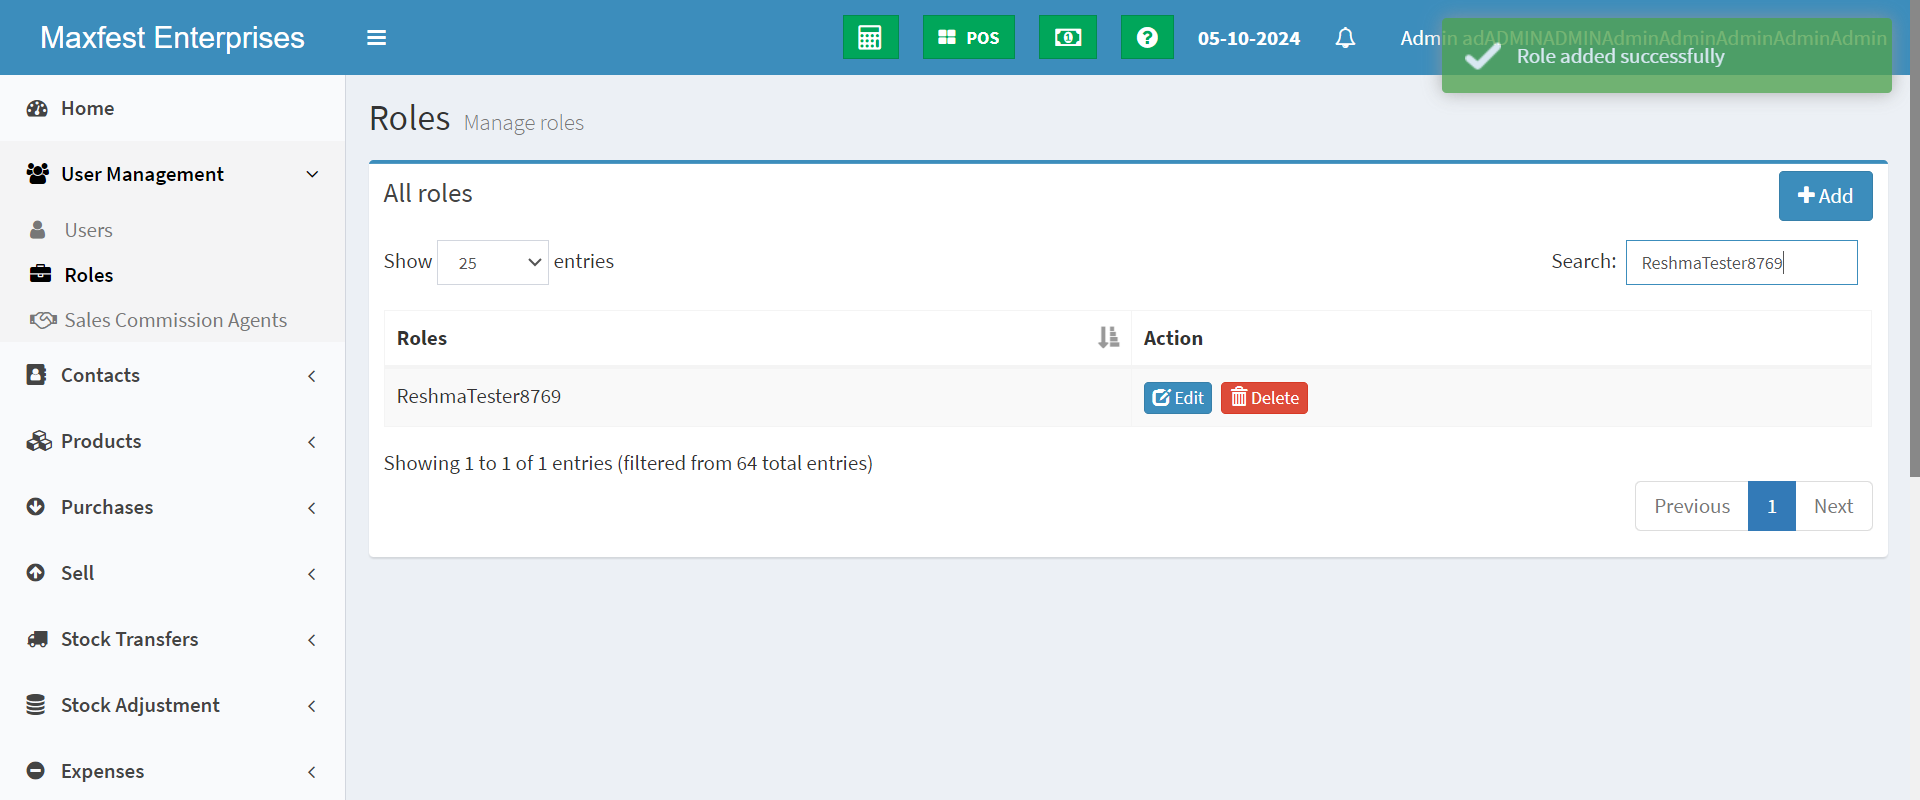 Maxfest Enterprises
POS
05-10-2024
Admin adADMINADMINAdminAdminAdminAdminAdmin
Role added successfully
Home
User Management
Users
Roles
Sales Commission Agents
Contacts
Products
Purchases
Sell
Stock Transfers
Stock Adjustment
Expenses
Roles Manage roles
All roles
Add
Show 25 entries
Search: ReshmaTester8769
Roles Action
ReshmaTester8769 Edit Delete
Showing 1 to 1 of 1 entries (filtered from 64 total entries)
Previous 1 Next